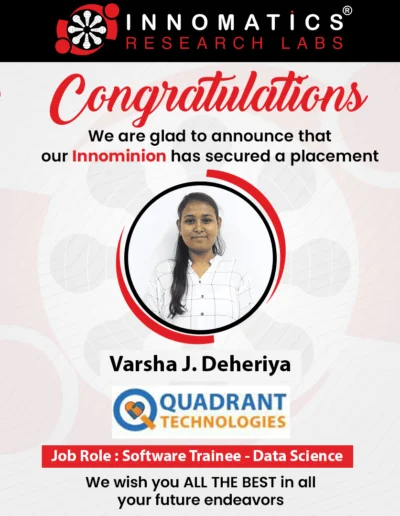 INNOMATICS®
RESEARCH LABS
Congratulations
We are glad to announce that
our Innominion has secured a placement
Varsha J. Deheriya
QUADRANT
TECHNOLOGIES
Job Role : Software Trainee - Data Science
We wish you ALL THE BEST in all
your future endeavors